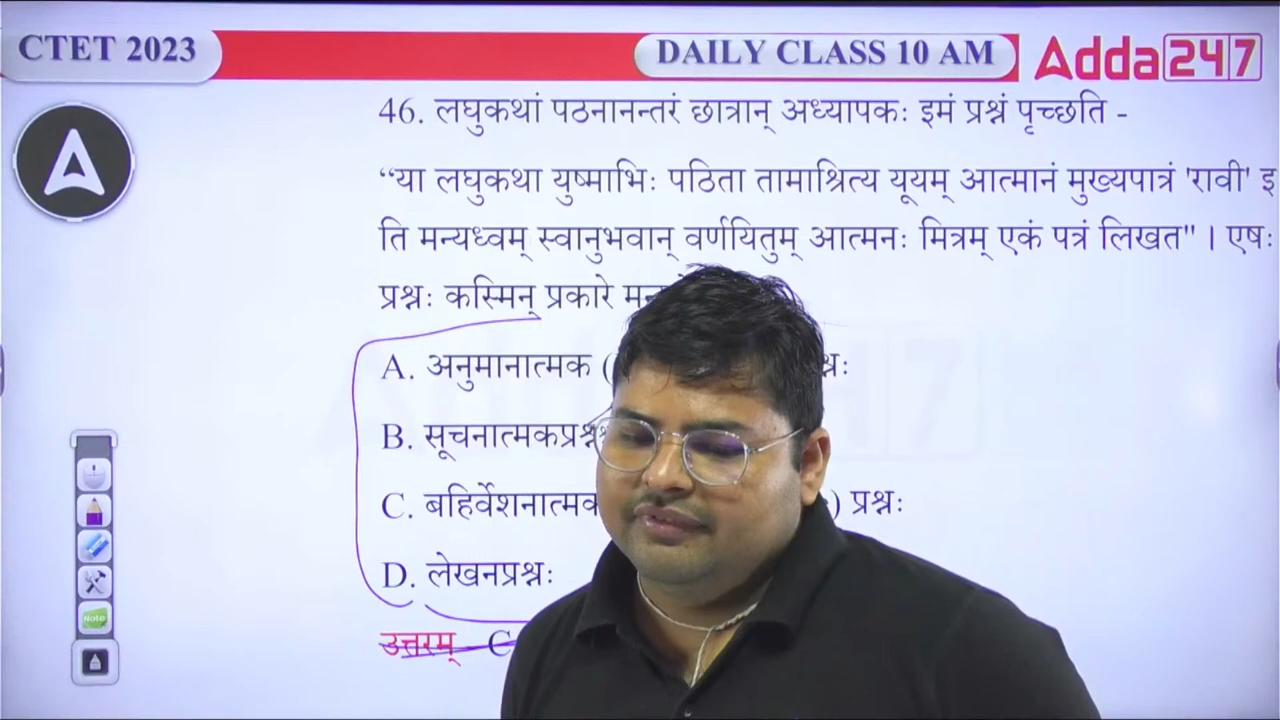 CTET 2023
DAILY CLASS 10 AM
Adda247
46. लघुकथां पठनानन्तरं छात्रान् अध्यापकः इमं प्रश्नं पृच्छति -
“या लघुकथा युष्माभिः पठिता तामाश्रित्य यूयम् आत्मानं मुख्यपात्रं 'रावी' इ
ति मन्यध्वम् स्वानुभवान् वर्णयितुम् आत्मनः मित्रम् एकं पत्रं लिखत" । एषः
प्रश्नः कस्मिन् प्रकारे
A. अनुमानात्मक (
B. सूचनात्मकप्रश्नः
C. बहिर्वेशनात्मक ) प्रश्नः
D. लेखनप्रश्नः
उत्तरम् C
Note